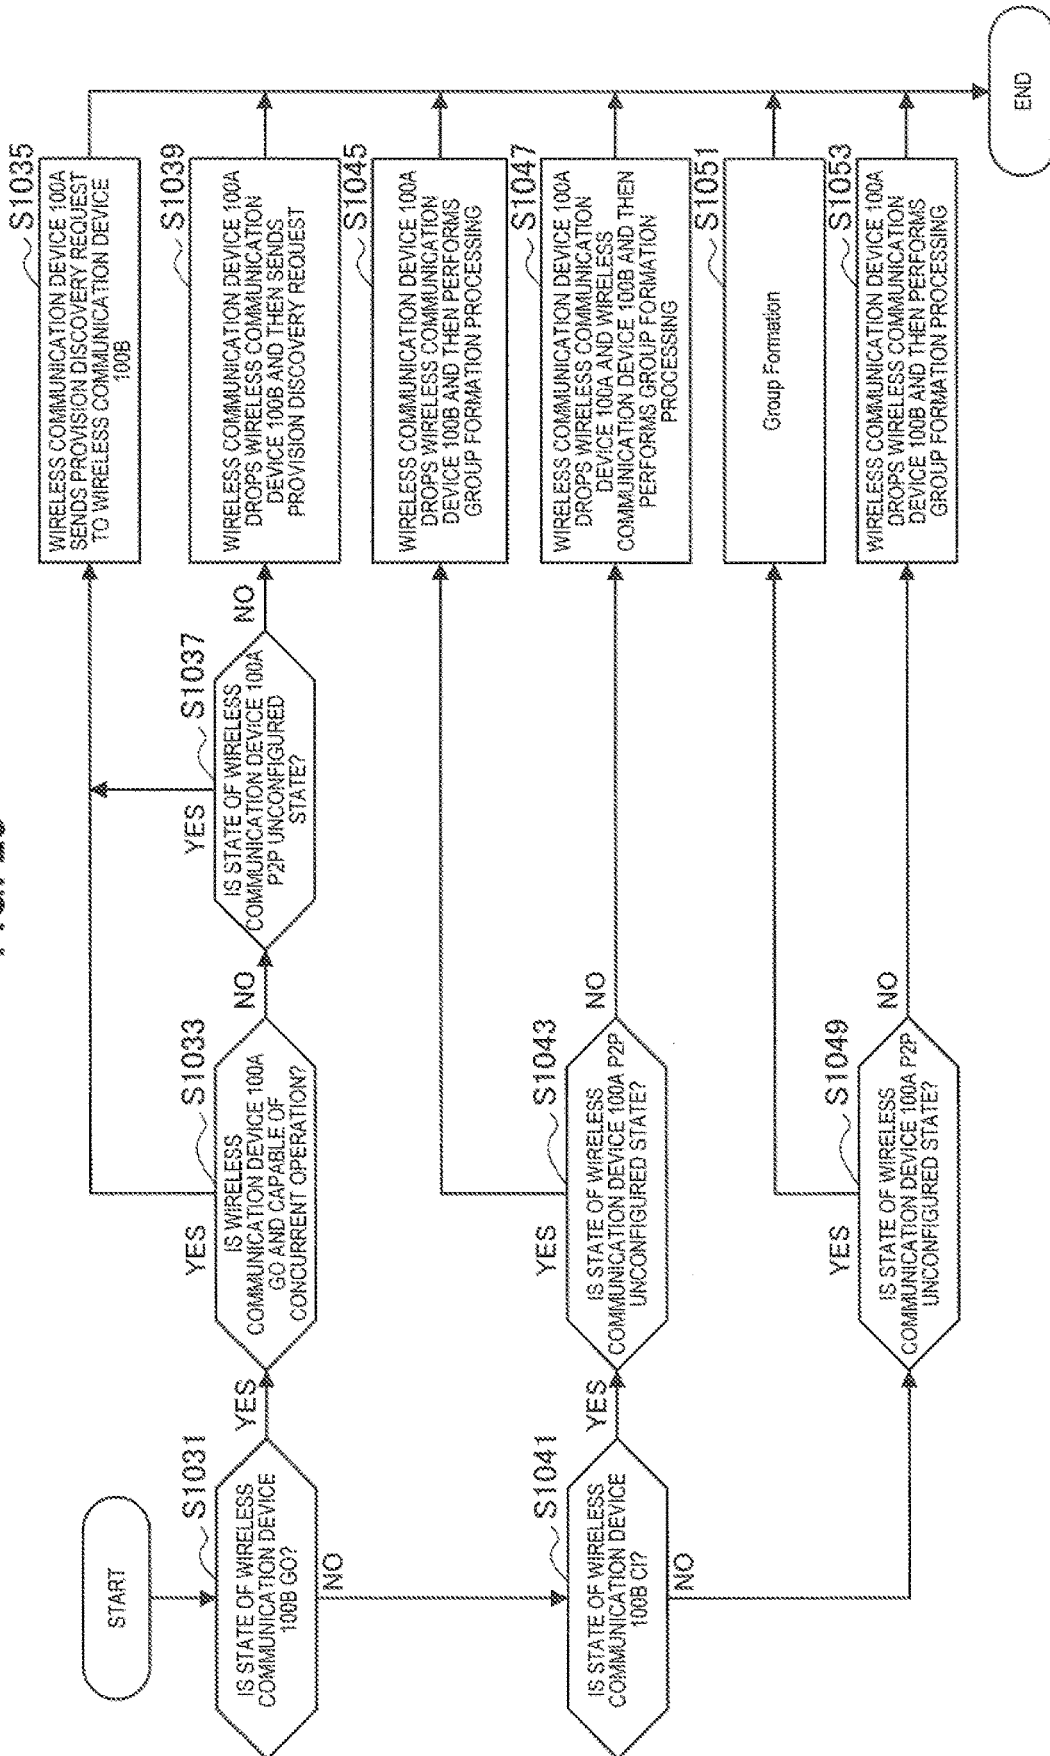 START
S1031
IS STATE OF WIRELESS
COMMUNICATION DEVICE
100B GO?
YES
NO
S1033
IS WIRELESS
COMMUNICATION DEVICE 100A
GO AND CAPABLE OF
CONCURRENT OPERATION?
YES
NO
S1037
IS STATE OF WIRELESS
COMMUNICATION DEVICE 100A
P2P UNCONFIGURED
STATE?
YES
NO
S1035
WIRELESS COMMUNICATION DEVICE 100A
SENDS PROVISION DISCOVERY REQUEST
TO WIRELESS COMMUNICATION DEVICE
100B
S1039
WIRELESS COMMUNICATION DEVICE 100A
DROPS WIRELESS COMMUNICATION
DEVICE 100B AND THEN SENDS
PROVISION DISCOVERY REQUEST
S1041
IS STATE OF WIRELESS
COMMUNICATION DEVICE
100B Cl?
YES
NO
S1043
IS STATE OF WIRELESS
COMMUNICATION DEVICE 100A P2P
UNCONFIGURED STATE?
YES
NO
S1045
WIRELESS COMMUNICATION DEVICE 100A
DROPS WIRELESS COMMUNICATION
DEVICE 100B AND THEN PERFORMS
GROUP FORMATION PROCESSING
S1047
WIRELESS COMMUNICATION DEVICE 100A
DROPS WIRELESS COMMUNICATION
DEVICE 100A AND WIRELESS
COMMUNICATION DEVICE 100B AND THEN
PERFORMS GROUP FORMATION
PROCESSING
S1049
IS STATE OF WIRELESS
COMMUNICATION DEVICE 100A P2P
UNCONFIGURED STATE?
YES
NO
S1051
Group Formation
S1053
WIRELESS COMMUNICATION DEVICE 100A
DROPS WIRELESS COMMUNICATION
DEVICE 100B AND THEN PERFORMS
GROUP FORMATION PROCESSING
END